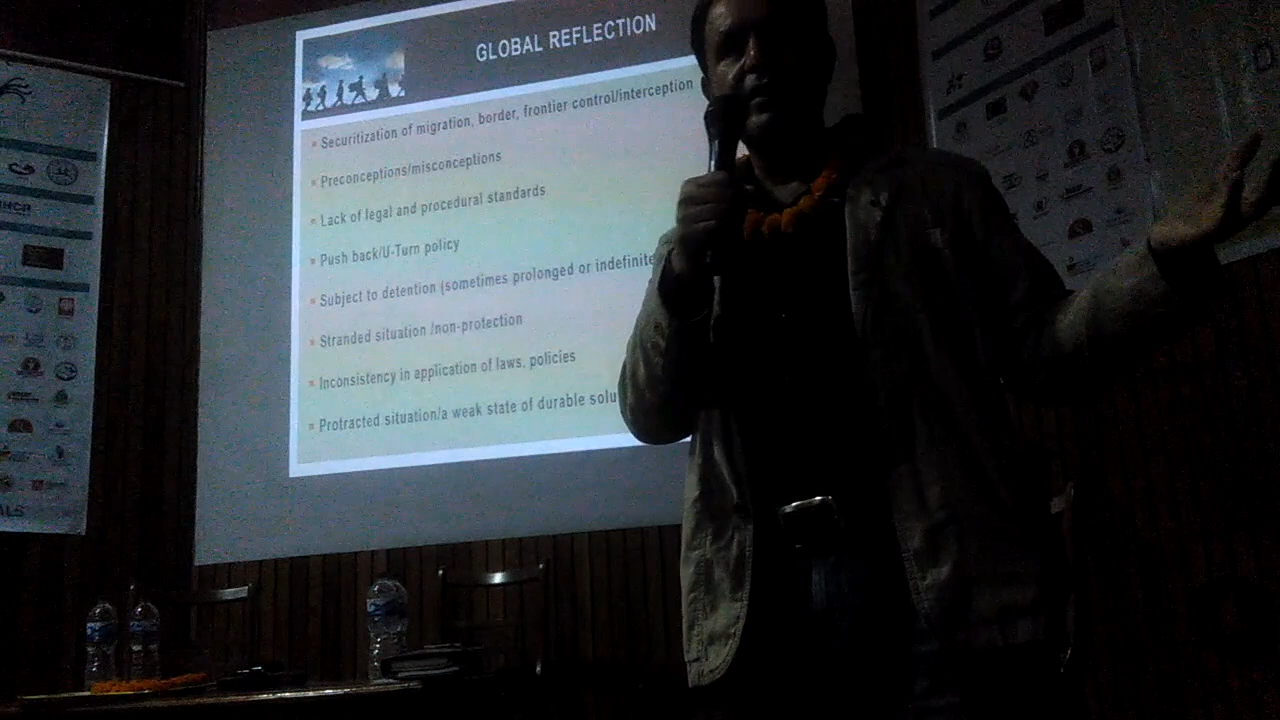 GLOBAL REFLECTION
Securitization of migration, border, frontier control/interception
Preconceptions/misconceptions
Lack of legal and procedural standards
Push back/U-Turn policy
Subject to detention (sometimes prolonged or indefinite
Stranded situation /non-protection
Inconsistency in application of laws, policies
Protracted situation/a weak state of durable solu